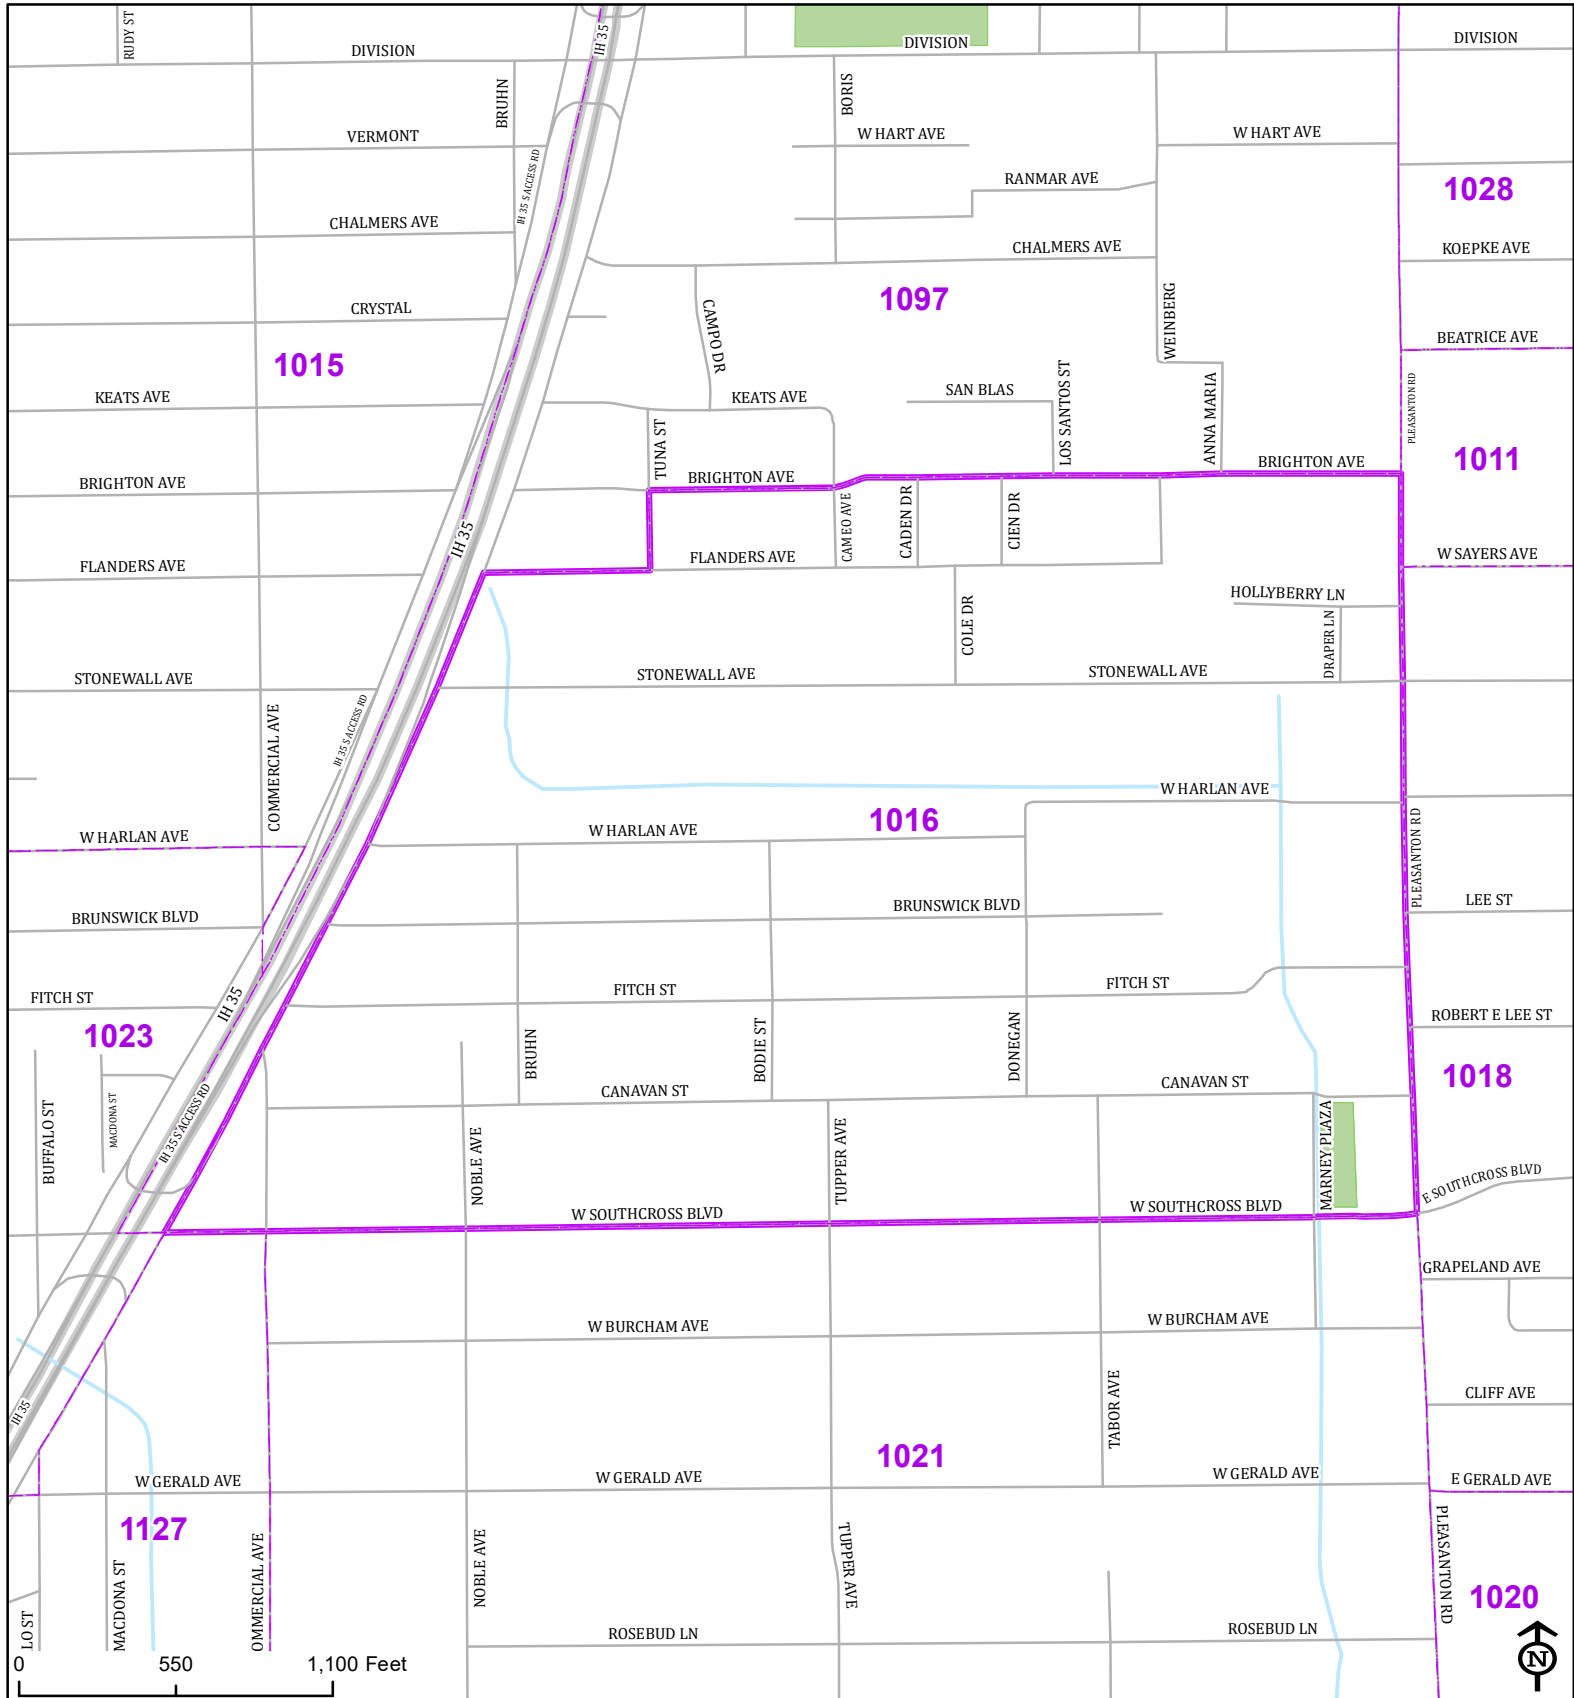 RUDY ST
DIVISION
IH 35
DIVISION
DIVISION
BRUHN
BORIS
VERMONT
W HART AVE
W HART AVE
IH 35 S ACCESS RD
RANMAR AVE
1028
CHALMERS AVE
CHALMERS AVE
KOEPKE AVE
CRYSTAL
CAMPO DR
1097
WEINBERG
1015
BEATRICE AVE
KEATS AVE
KEATS AVE
SAN BLAS
LOS SANTOS ST
ANNA MARIA
PLEASANTON RD
TUNA ST
1011
BRIGHTON AVE
BRIGHTON AVE
BRIGHTON AVE
IH 35
CAMEO AVE
CADEN DR
CIEN DR
FLANDERS AVE
FLANDERS AVE
W SAYERS AVE
COLE DR
HOLLYBERRY LN
DRAPER LN
STONEWALL AVE
STONEWALL AVE
STONEWALL AVE
IH 35 S ACCESS RD
COMMERCIAL AVE
W HARLAN AVE
W HARLAN AVE
W HARLAN AVE
1016
PLEASANTON RD
BRUNSWICK BLVD
BRUNSWICK BLVD
LEE ST
FITCH ST
IH 35
FITCH ST
FITCH ST
1023
BRUHN
BODIE ST
DONEGAN
ROBERT E LEE ST
CANAVAN ST
CANAVAN ST
1018
BUFFALO ST
MACDONA ST
IH 35 S ACCESS RD
NOBLE AVE
TUPPER AVE
MARNEY PLAZA
E SOUTHCROSS BLVD
W SOUTHCROSS BLVD
W SOUTHCROSS BLVD
GRAPELAND AVE
W BURCHAM AVE
W BURCHAM AVE
IH 35
TABOR AVE
CLIFF AVE
1021
W GERALD AVE
W GERALD AVE
W GERALD AVE
E GERALD AVE
1127
LO ST
MACDONA ST
OMMERCIAL AVE
NOBLE AVE
TUPPER AVE
PLEASANTON RD
1020
ROSEBUD LN
ROSEBUD LN
0 550 1,100 Feet
N